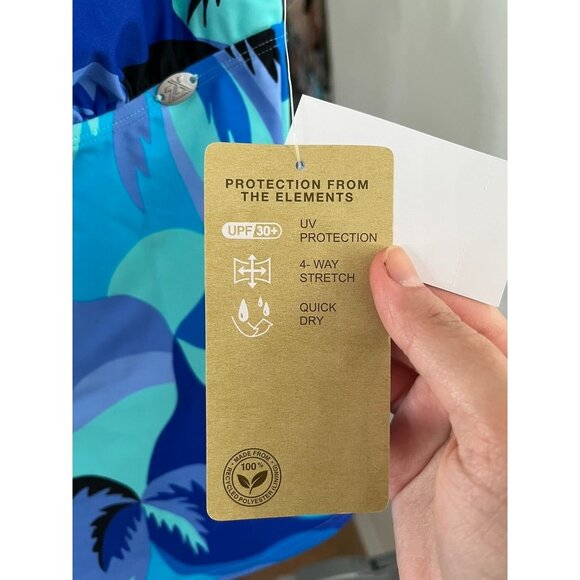 PROTECTION FROM
THE ELEMENTS
UPF 30+
UV
PROTECTION
4- WAY
STRETCH
QUICK
DRY
MADE FROM
100%
RECYCLED POLYESTER (LINING)